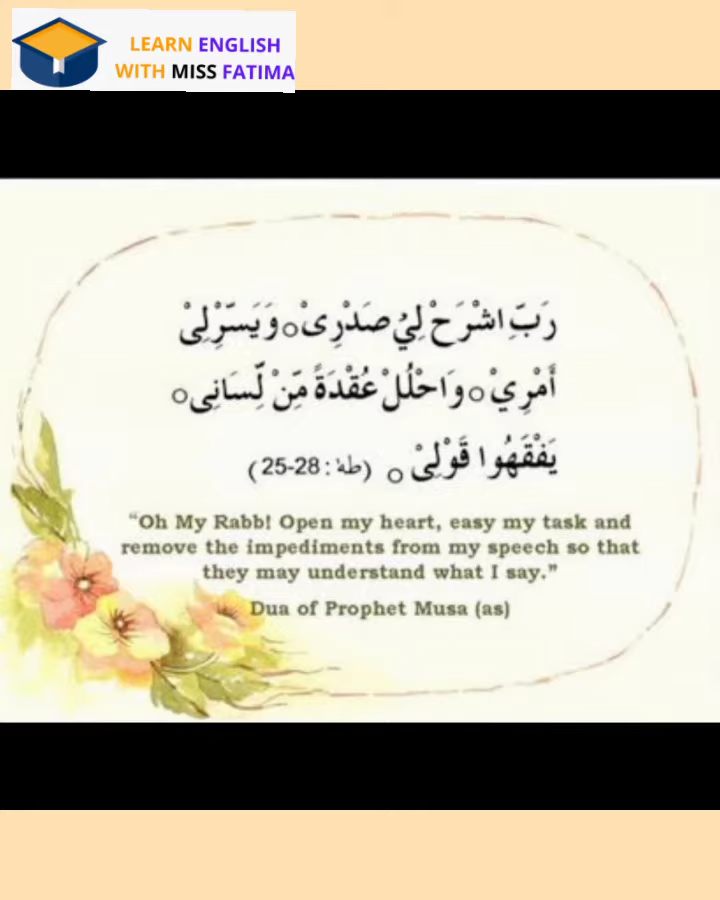 LEARN ENGLISH
WITH MISS FATIMA
رَبِّ اشْرَحْ لِيْ صَدْرِىْ ○ وَيَسِّرْلِىْ
أَمْرِيْ ○ وَاحْلُلْ عُقْدَةً مِّنْ لِّسَانِى ○
يَفْقَهُوا قَوْلِىْ ○ (طهٰ : 25-28)
“Oh My Rabb! Open my heart, easy my task and
remove the impediments from my speech so that
they may understand what I say.”
Dua of Prophet Musa (as)